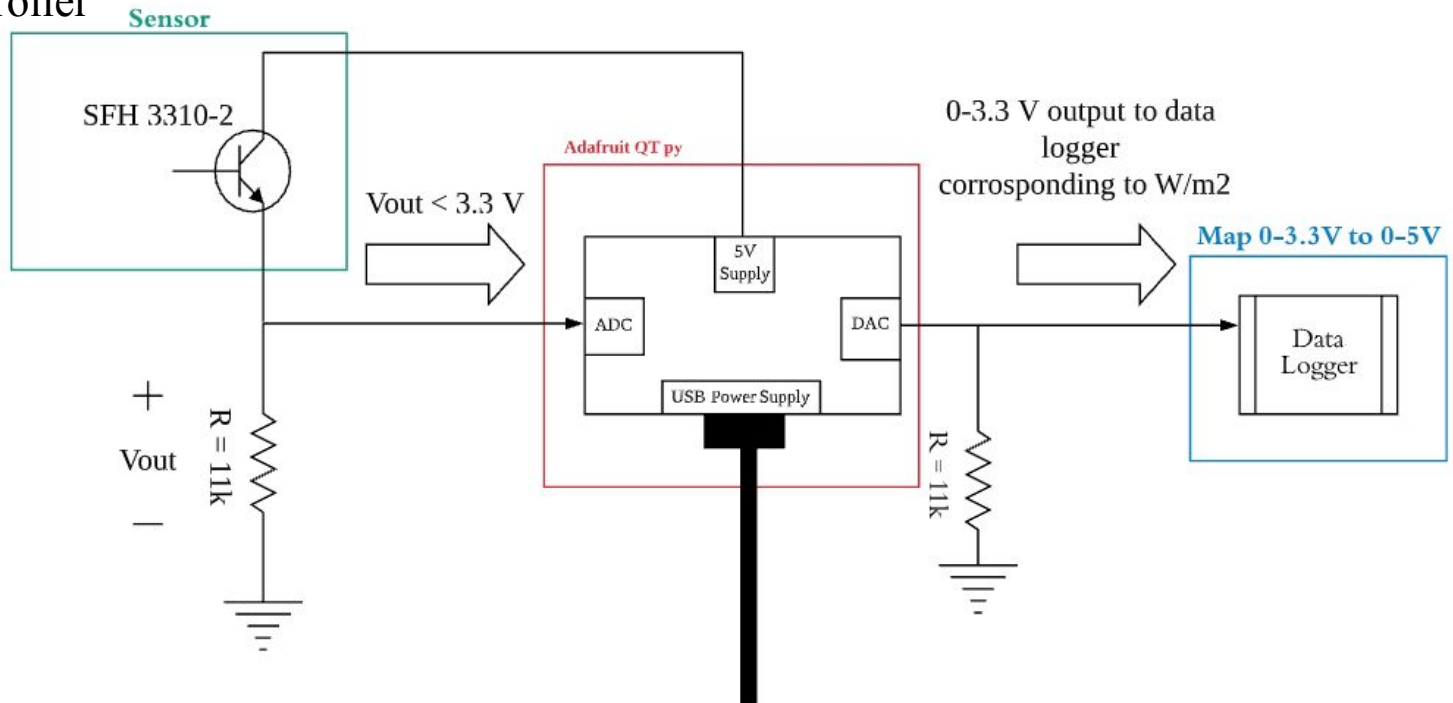 Sensor
SFH 3310-2
Vout < 3.3 V
Adafruit QT py
0-3.3 V output to data
logger
corrosponding to W/m2
Map 0-3.3V to 0-5V
5V
Supply
ADC
DAC
Data
Logger
USB Power Supply
+
Vout
—
R = 11k
R = 11k